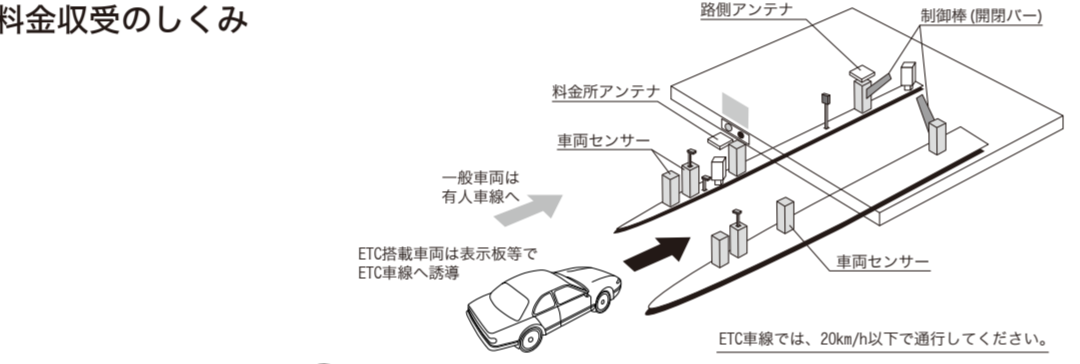 料金収受のしくみ
路側アンテナ
制御棒(開閉バー)
料金所アンテナ
車両センサー
一般車両は
有人車線へ
ETC搭載車両は表示板等で
ETC車線へ誘導
車両センサー
ETC車線では、20km/h以下で通行してください。